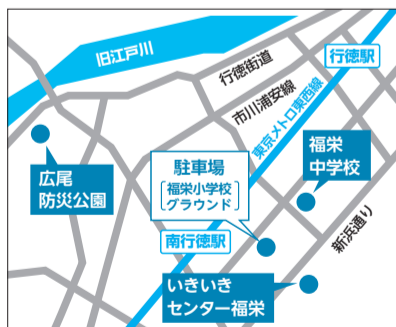 旧江戸川
行徳街道
行徳駅
市川浦安線
東京メトロ東西線
広尾
防災公園
駐車場
福栄小学校
グラウンド
福栄
中学校
新浜通り
南行徳駅
いきいき
センター福栄